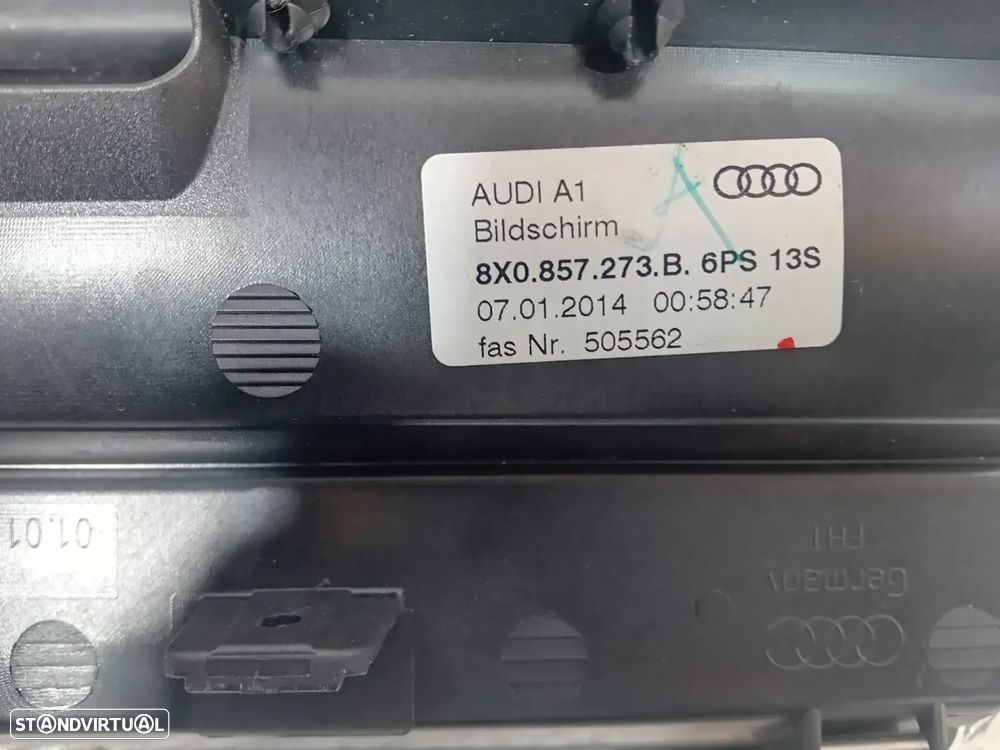 AUDI A1
Bildschirm
8X0.857.273.B. 6PS 13S
07.01.2014 00:58:47
fas Nr. 505562
A
01.01
FHT
Germany
STANDVIRTUAL